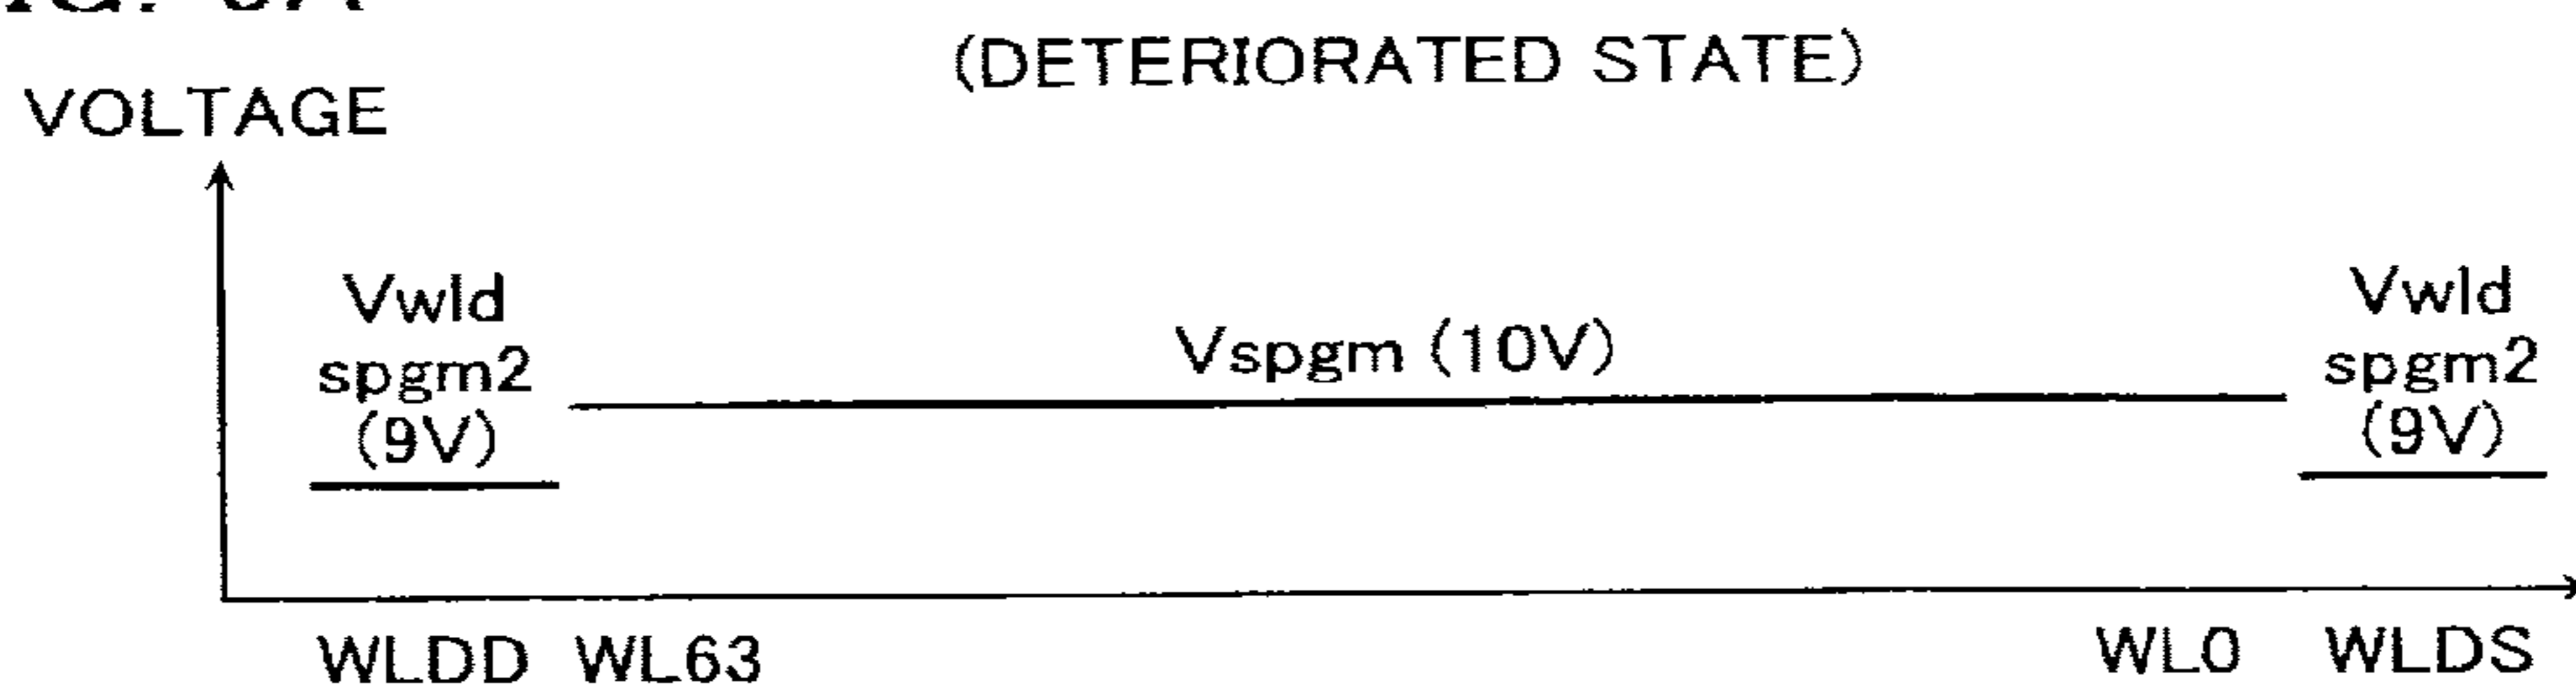 (DETERIORATED STATE)
VOLTAGE
Vwld
spgm2
(9V)
Vspgm (10V)
Vwld
spgm2
(9V)
WLDD WL63 WL0 WLDS